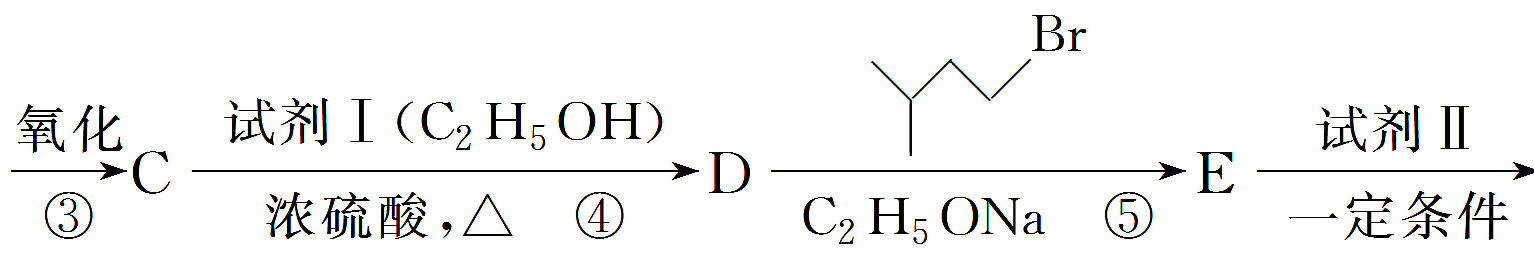 Br
氧化 C 试剂Ⅰ(C₂H₅OH) D E 试剂Ⅱ
③ 浓硫酸,△ ④ C₂H₅ONa ⑤ 一定条件